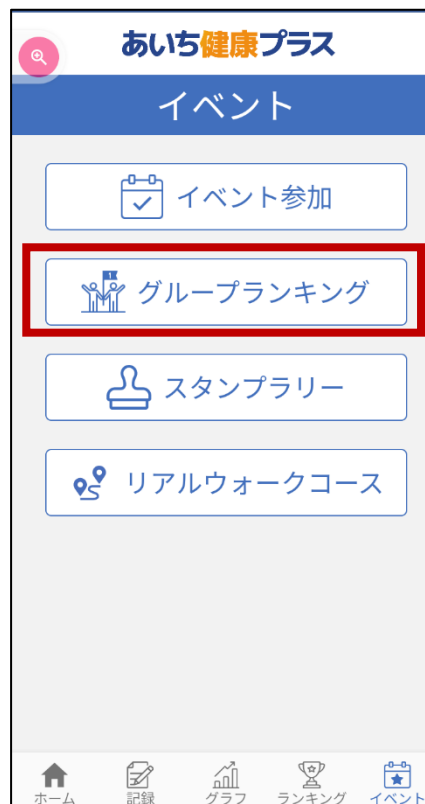 あいち健康プラス
イベント
イベント参加
1
グループランキング
スタンプラリー
リアルウォークコース
ホーム
記録
グラフ
ランキング
イベント